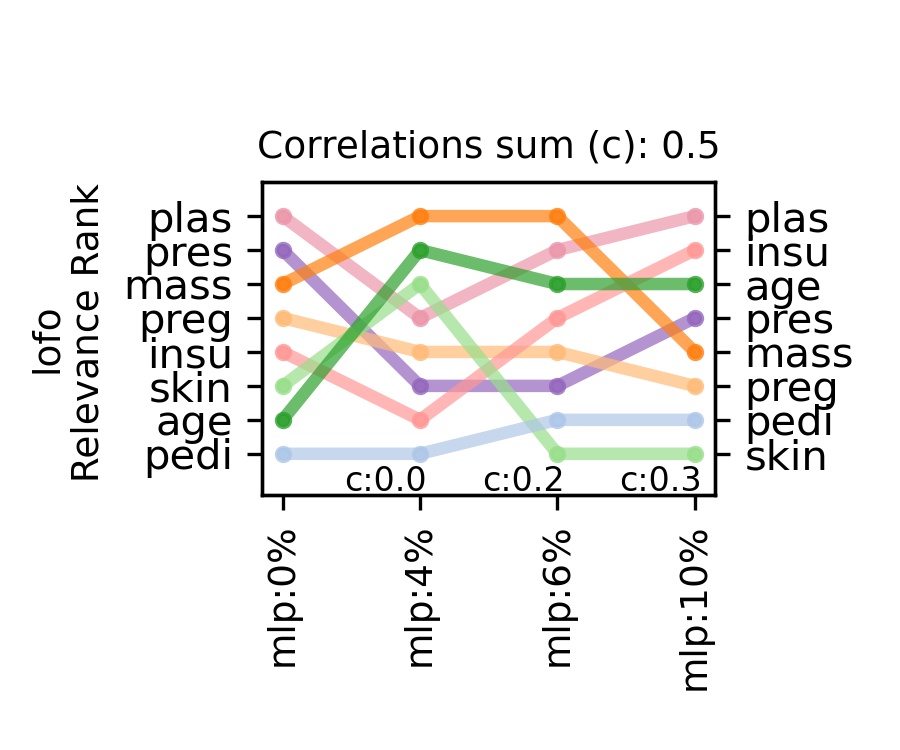 Correlations sum (c): 0.5
lofo
Relevance Rank
plas
pres
mass
preg
insu
skin
age
pedi
plas
insu
age
pres
mass
preg
pedi
skin
c:0.0
c:0.2
c:0.3
mlp:0%
mlp:4%
mlp:6%
mlp:10%